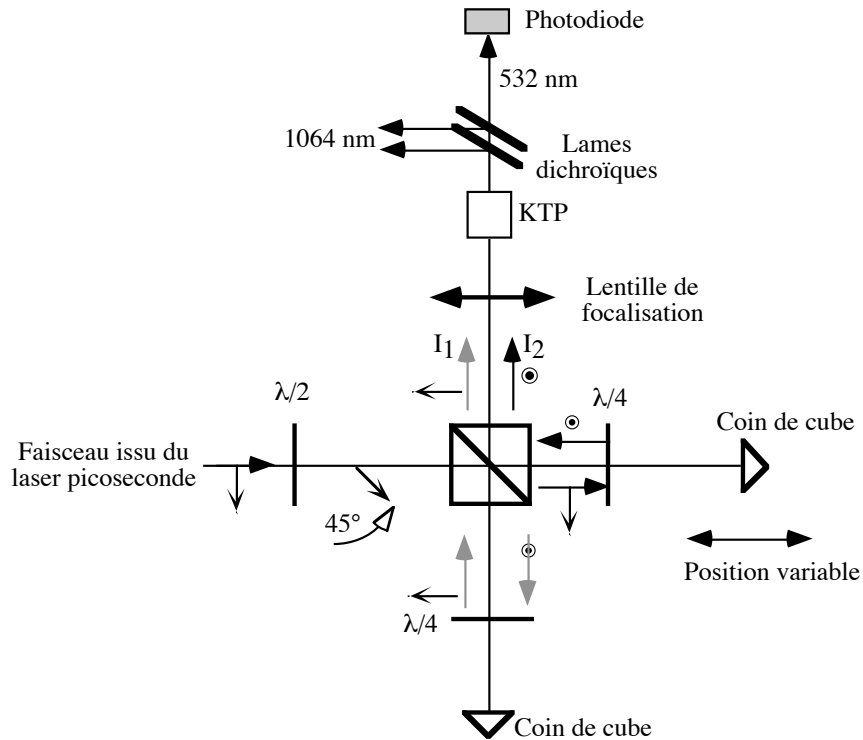 Photodiode
532 nm
1064 nm
Lames
dichroïques
KTP
Lentille de
focalisation
I1
I2
λ/2
λ/4
Coin de cube
Faisceau issu du
laser picoseconde
45°
Position variable
λ/4
Coin de cube